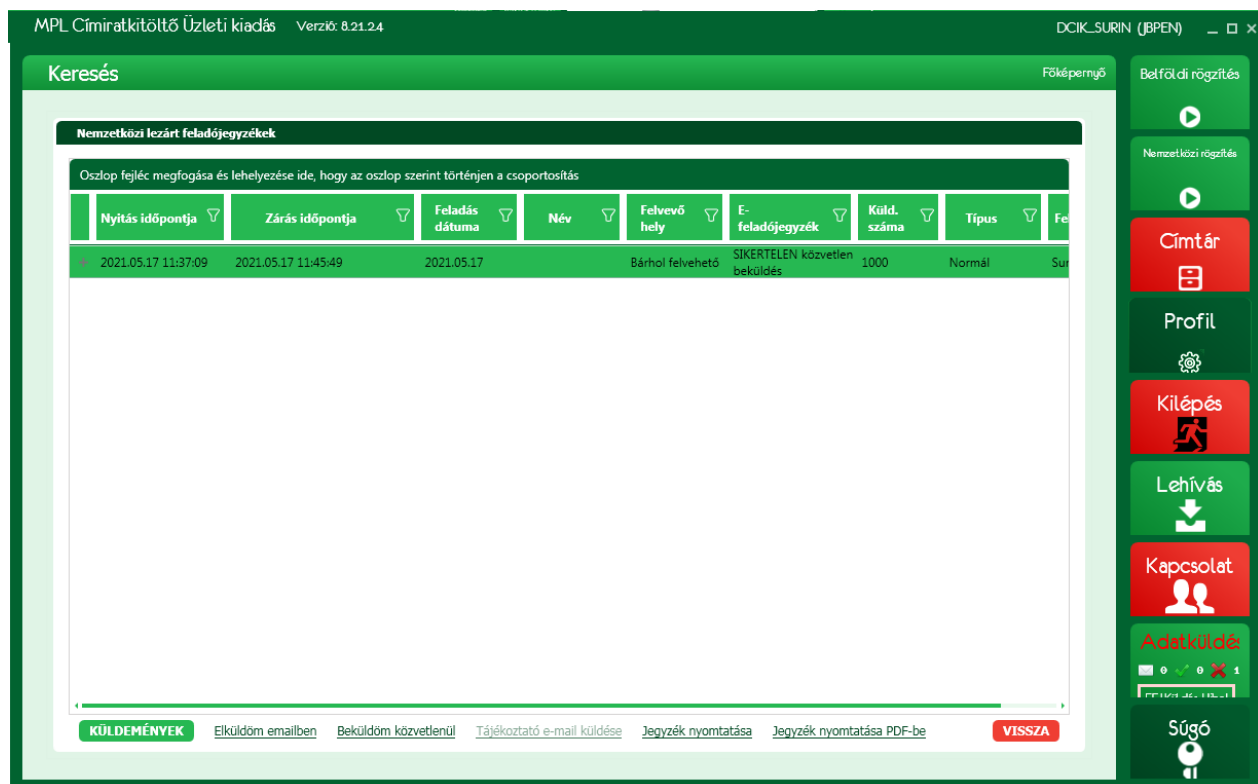 MPL Címiratkitöltő Üzleti kiadás Verzió: 8.21.2.4 DCIK_SURIN (JBPEN)
Keresés Főképernyő
Nemzetközi lezárt feladójegyzékek
Oszlop fejléc megfogása és lehelyezése ide, hogy az oszlop szerint történjen a csoportosítás
Nyitás időpontja Zárás időpontja Feladás dátuma Név Felvevő hely E-feladójegyzék Küld. száma Típus Fel
2021.05.17 11:37:09 2021.05.17 11:45:49 2021.05.17 Bárhol felvehető SIKERTELEN közvetlen beküldés 1000 Normál Sur
KÜLDEMÉNYEK Elküldöm emailben Beküldöm közvetlenül Tájékoztató e-mail küldése Jegyzék nyomtatása Jegyzék nyomtatása PDF-be VISSZA
Belföldi rögzítés
Nemzetközi rögzítés
Címtár
Profil
Kilépés
Lehívás
Kapcsolat
Adatküldés
0 0 1
Súgó